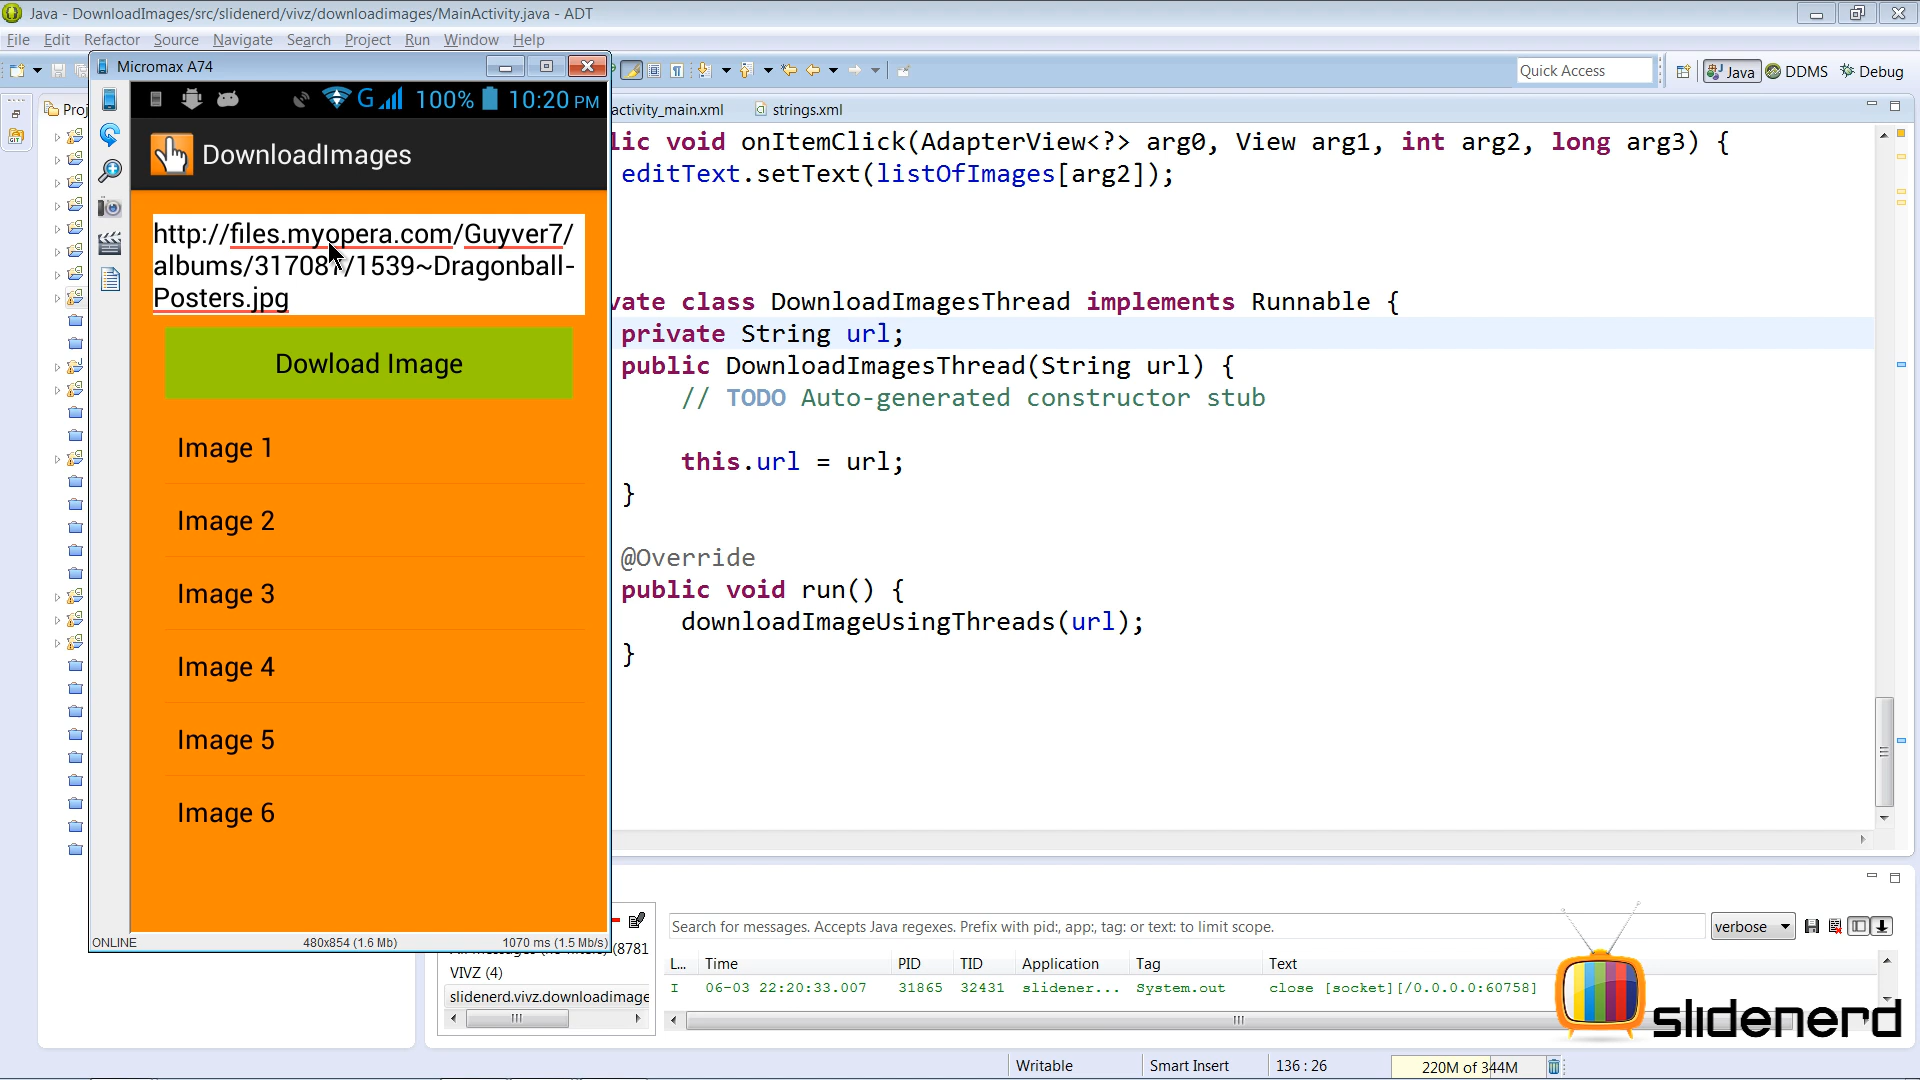 Java - DownloadImages/src/slidenerd/vivz/downloadimages/MainActivity.java - ADT
File Edit Refactor Source Navigate Search Project Run Window Help
Micromax A74
Quick Access
Java DDMS Debug
Proj
activity_main.xml strings.xml
G 100% 10:20 PM
DownloadImages
http://files.myopera.com/Guyver7/
albums/317087/1539~Dragonball-
Posters.jpg
Dowload Image
Image 1
Image 2
Image 3
Image 4
Image 5
Image 6
ONLINE 480x854 (1.6 Mb) 1070 ms (1.5 Mb/s)
lic void onItemClick(AdapterView<?> arg0, View arg1, int arg2, long arg3) {
editText.setText(listOfImages[arg2]);
vate class DownloadImagesThread implements Runnable {
private String url;
public DownloadImagesThread(String url) {
// TODO Auto-generated constructor stub
this.url = url;
}
@Override
public void run() {
downloadImageUsingThreads(url);
}
(8781
VIVZ (4)
slidenerd.vivz.downloadimage
Search for messages. Accepts Java regexes. Prefix with pid:, app:, tag: or text: to limit scope.
verbose
L... Time PID TID Application Tag Text
I 06-03 22:20:33.007 31865 32431 slidener... System.out close [socket][/0.0.0.0:60758]
slidenerd
Writable Smart Insert 136 : 26 220M of 344M